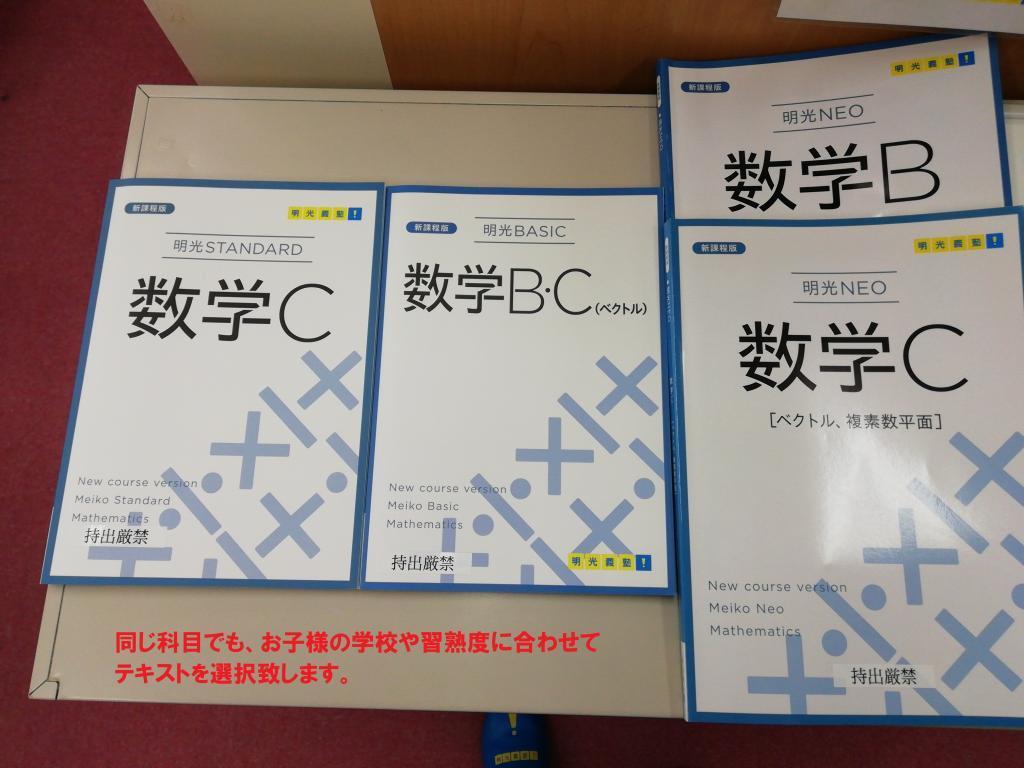 新課程版
明光義塾!
明光STANDARD
数学C
New course version
Meiko Standard
Mathematics
持出厳禁
新課程版
明光BASIC
数学B・C(ベクトル)
New course version
Meiko Basic
Mathematics
持出厳禁
明光義塾!
新課程版
明光義塾!
明光NEO
数学B
新課程版
明光義塾!
明光NEO
数学C
[ベクトル、複素数平面]
New course version
Meiko Neo
Mathematics
持出厳禁
同じ科目でも、お子様の学校や習熟度に合わせて
テキストを選択致します。